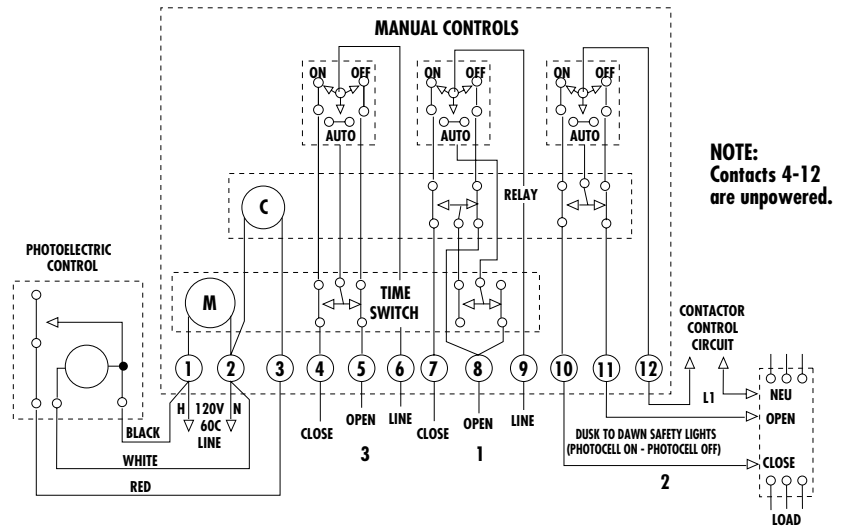 MANUAL CONTROLS
ON OFF
AUTO
ON OFF
AUTO
ON OFF
AUTO
NOTE:
Contacts 4-12
are unpowered.
RELAY
C
PHOTOELECTRIC
CONTROL
M
TIME
SWITCH
CONTACTOR
CONTROL
CIRCUIT
1 2 3 4 5 6 7 8 9 10 11 12
H 120V N
60C
LINE
BLACK
WHITE
RED
CLOSE
OPEN
LINE
3
CLOSE
OPEN
LINE
1
L1
NEU
OPEN
CLOSE
DUSK TO DAWN SAFETY LIGHTS
(PHOTOCELL ON - PHOTOCELL OFF)
2
LOAD